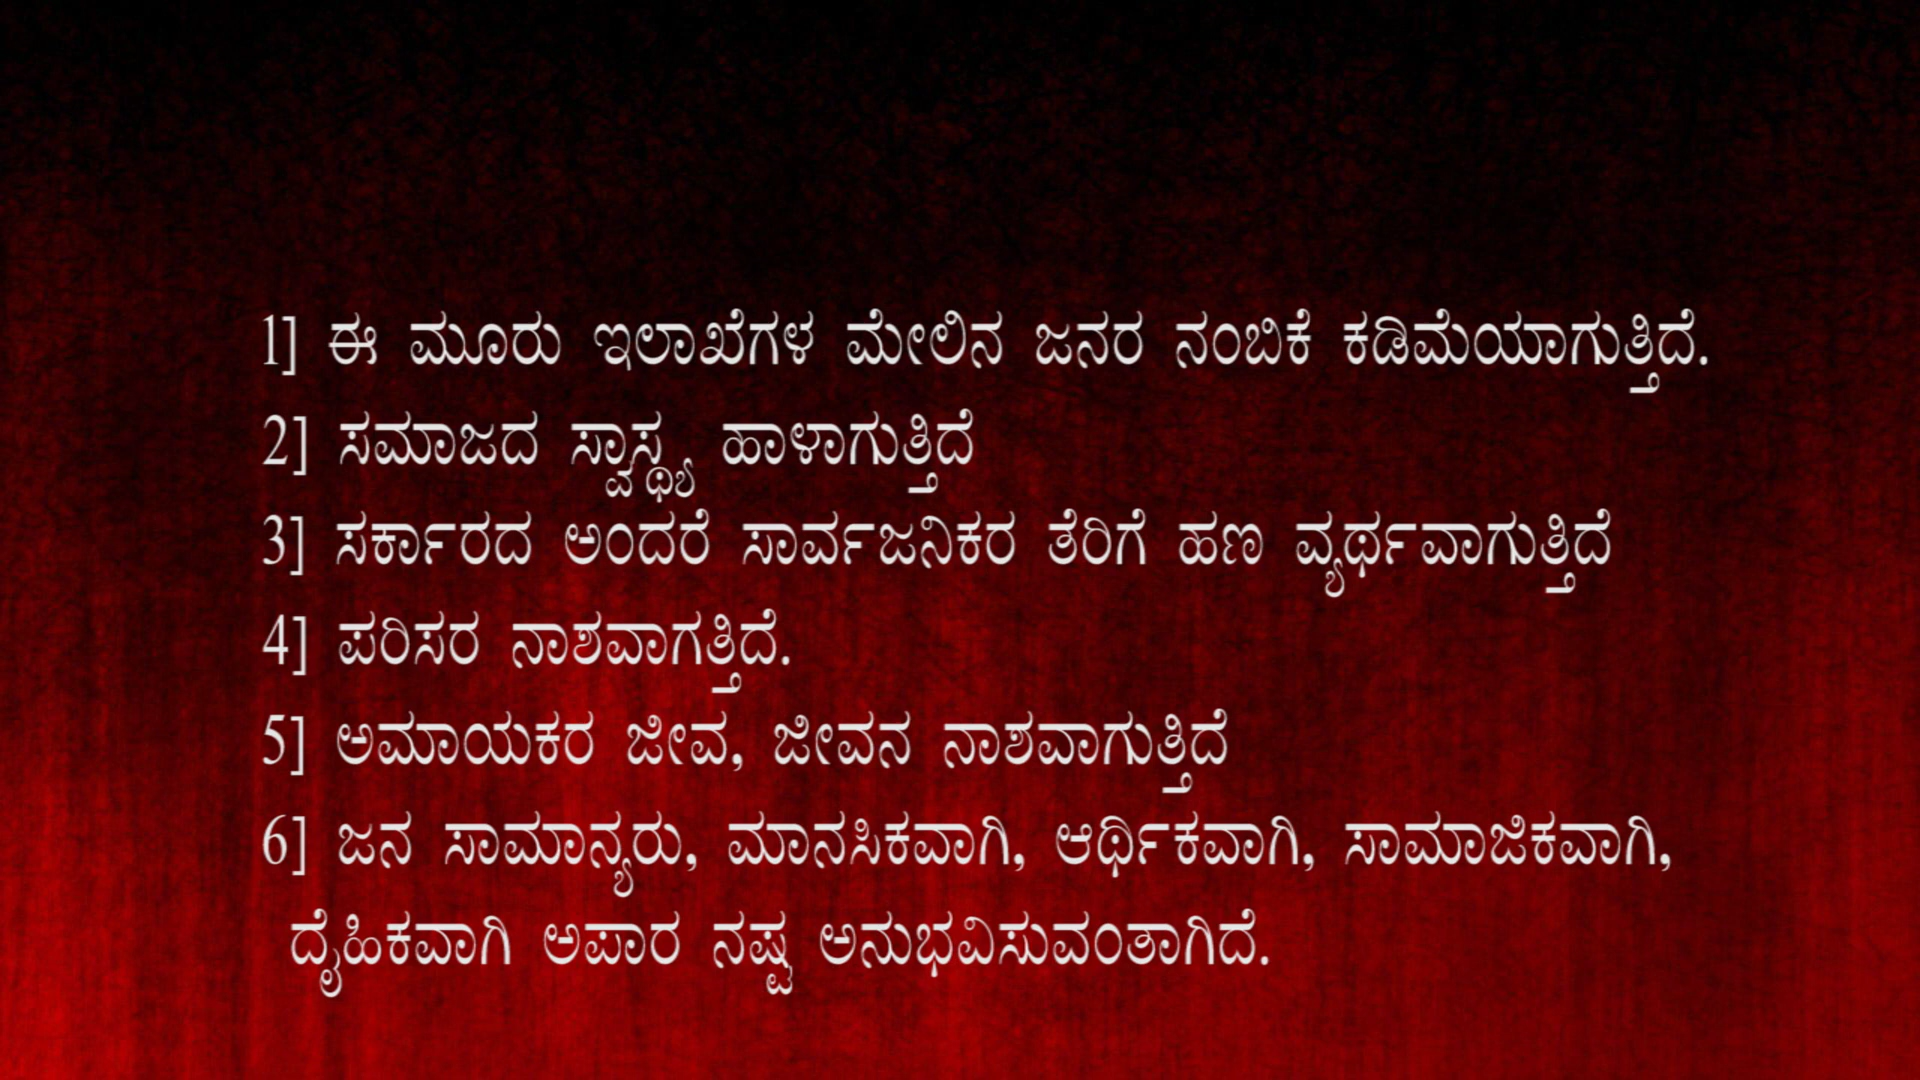 1] ಈ ಮೂರು ಇಲಾಖೆಗಳ ಮೇಲಿನ ಜನರ ನಂಬಿಕೆ ಕಡಿಮೆಯಾಗುತ್ತಿದೆ.
2] ಸಮಾಜದ ಸ್ವಾಸ್ಥ್ಯ ಹಾಳಾಗುತ್ತಿದೆ
3] ಸರ್ಕಾರದ ಅಂದರೆ ಸಾರ್ವಜನಿಕರ ತೆರಿಗೆ ಹಣ ವ್ಯರ್ಥವಾಗುತ್ತಿದೆ
4] ಪರಿಸರ ನಾಶವಾಗತ್ತಿದೆ.
5] ಅಮಾಯಕರ ಜೀವ, ಜೀವನ ನಾಶವಾಗುತ್ತಿದೆ
6] ಜನ ಸಾಮಾನ್ಯರು, ಮಾನಸಿಕವಾಗಿ, ಆರ್ಥಿಕವಾಗಿ, ಸಾಮಾಜಿಕವಾಗಿ,
ದೈಹಿಕವಾಗಿ ಅಪಾರ ನಷ್ಟ ಅನುಭವಿಸುವಂತಾಗಿದೆ.